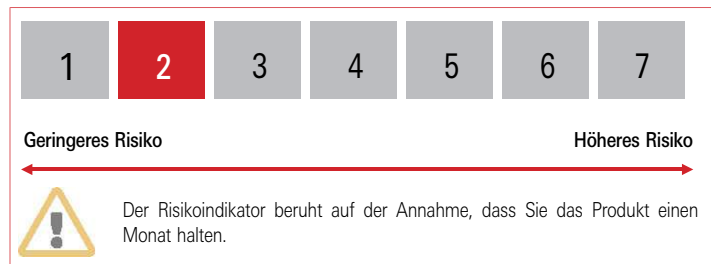 1 2 3 4 5 6 7
Geringeres Risiko Höheres Risiko
Der Risikoindikator beruht auf der Annahme, dass Sie das Produkt einen
Monat halten.